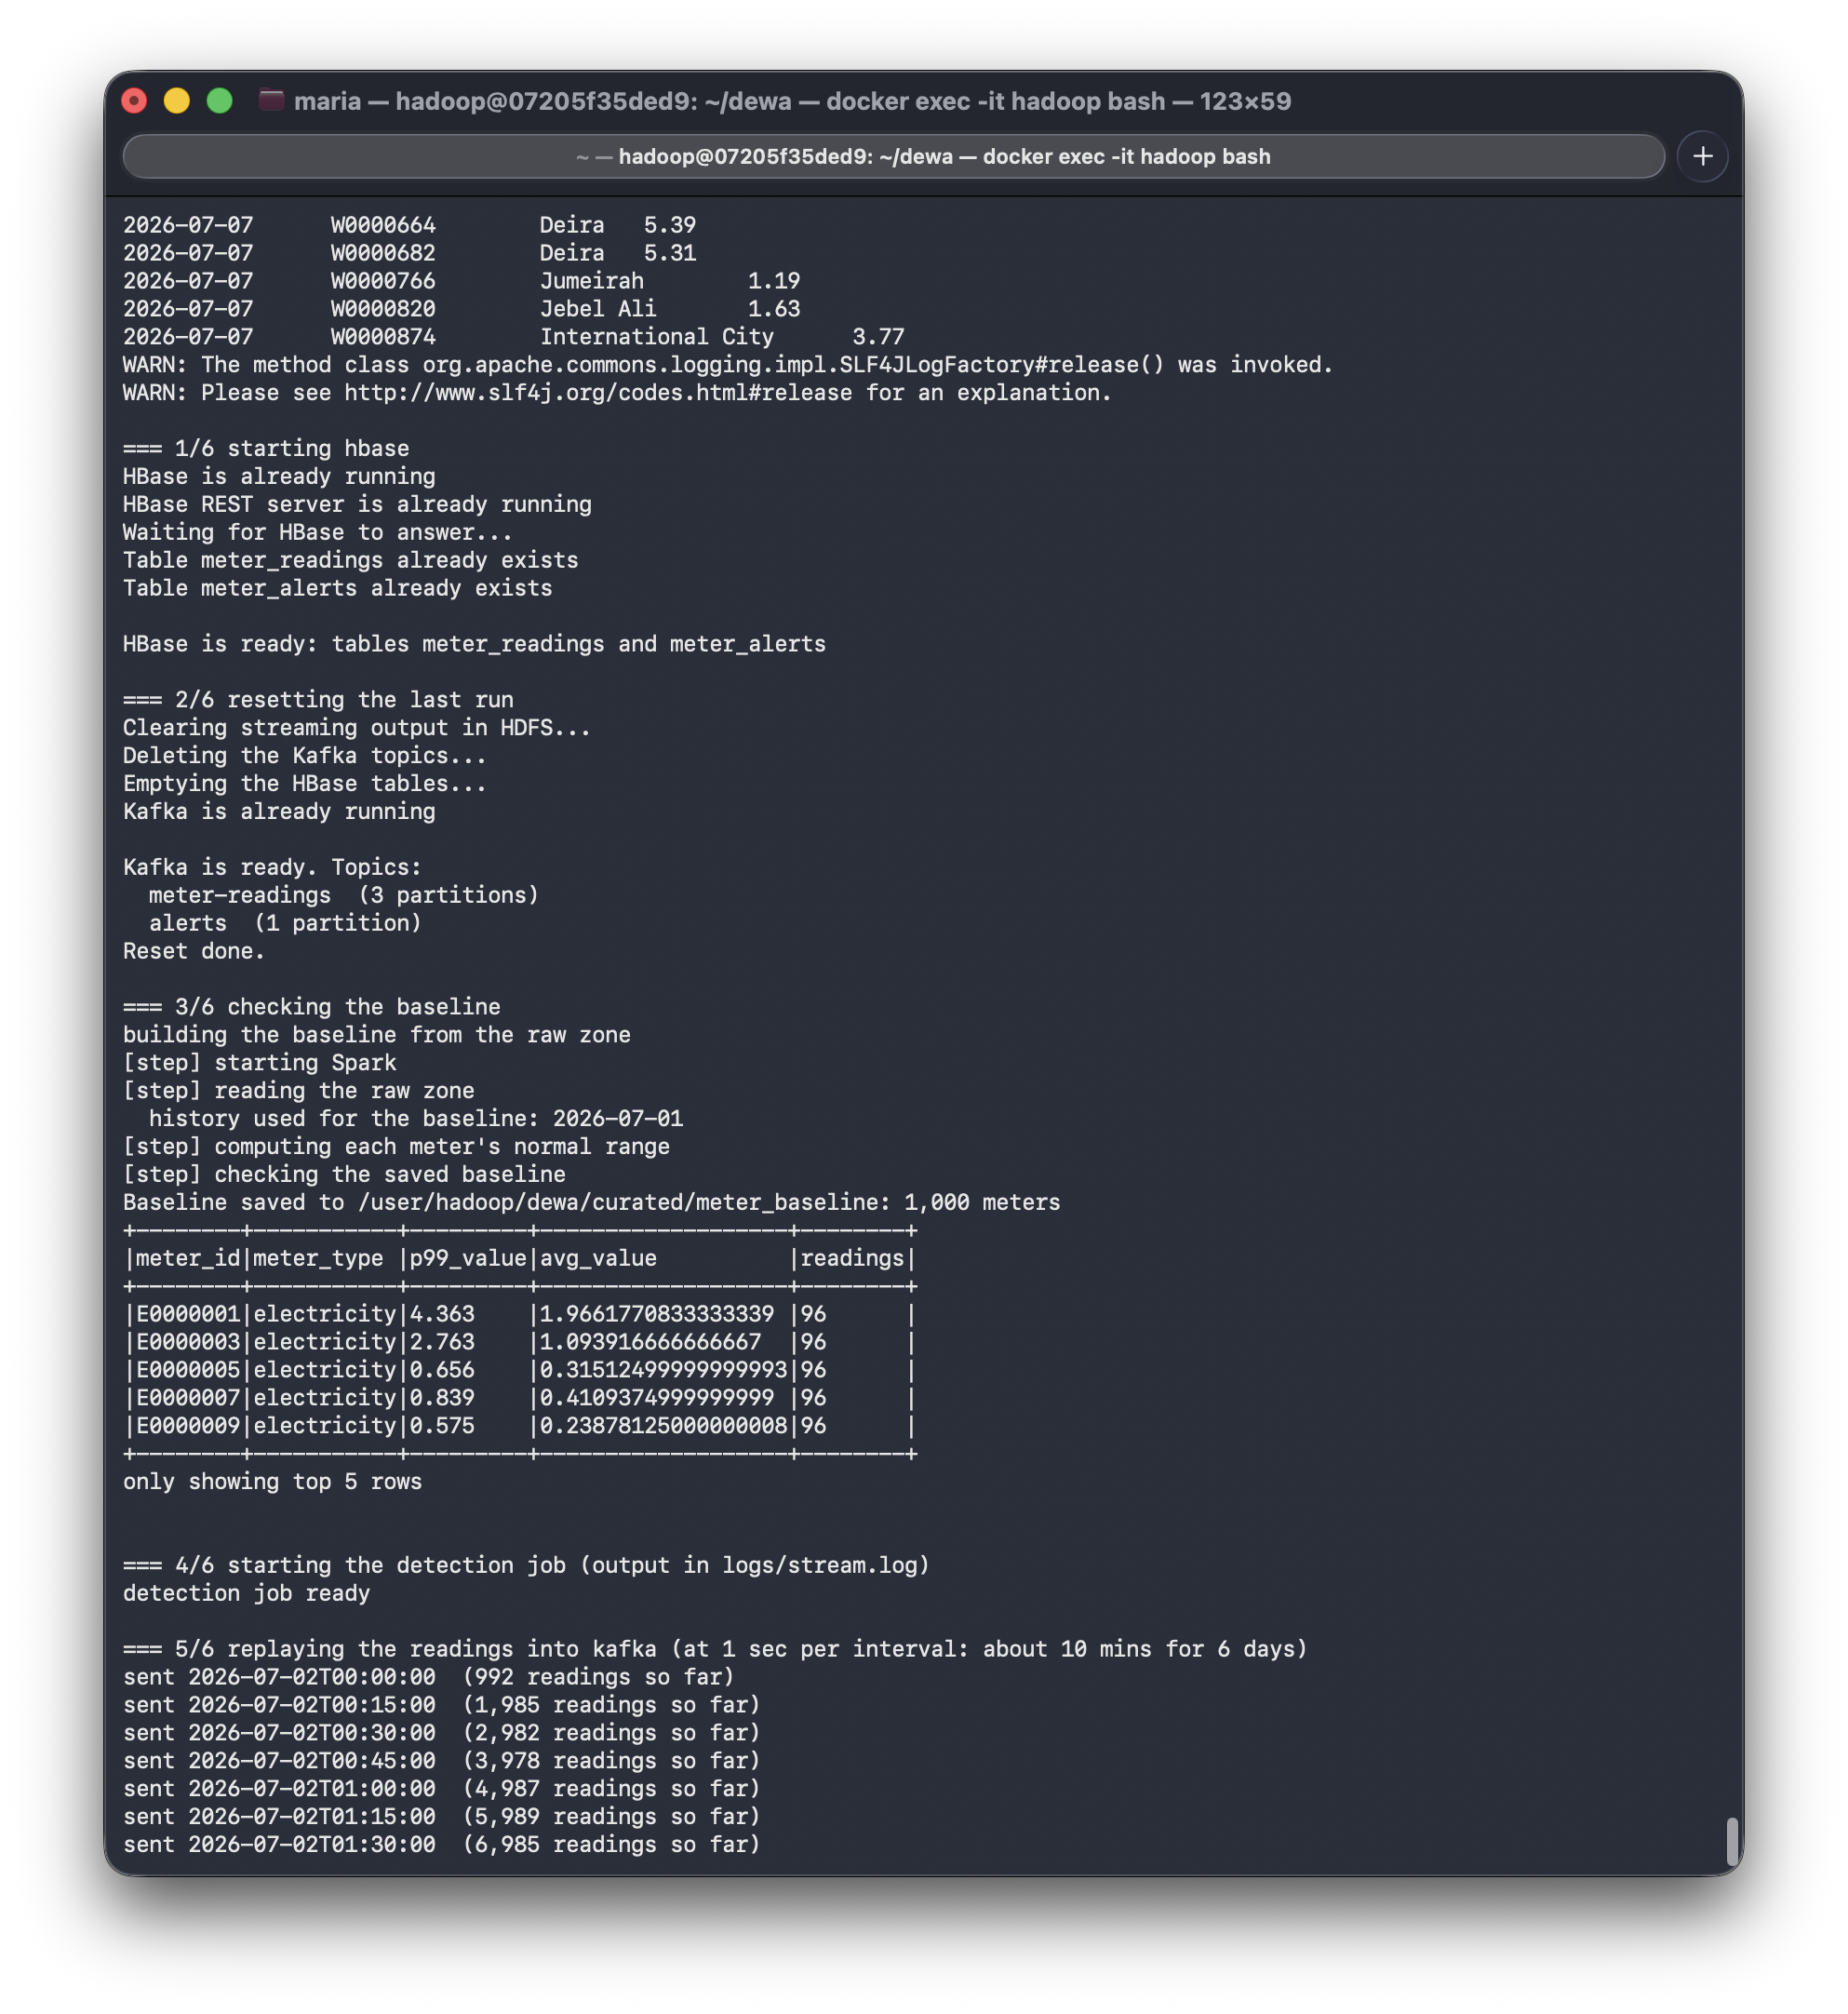 maria — hadoop@07205f35ded9: ~/dewa — docker exec -it hadoop bash — 123×59
~ — hadoop@07205f35ded9: ~/dewa — docker exec -it hadoop bash
+
2026-07-07      W0000664        Deira   5.39
2026-07-07      W0000682        Deira   5.31
2026-07-07      W0000766        Jumeirah        1.19
2026-07-07      W0000820        Jebel Ali       1.63
2026-07-07      W0000874        International City      3.77
WARN: The method class org.apache.commons.logging.impl.SLF4JLogFactory#release() was invoked.
WARN: Please see http://www.slf4j.org/codes.html#release for an explanation.
=== 1/6 starting hbase
HBase is already running
HBase REST server is already running
Waiting for HBase to answer...
Table meter_readings already exists
Table meter_alerts already exists
HBase is ready: tables meter_readings and meter_alerts
=== 2/6 resetting the last run
Clearing streaming output in HDFS...
Deleting the Kafka topics...
Emptying the HBase tables...
Kafka is already running
Kafka is ready. Topics:
  meter-readings  (3 partitions)
  alerts  (1 partition)
Reset done.
=== 3/6 checking the baseline
building the baseline from the raw zone
[step] starting Spark
[step] reading the raw zone
  history used for the baseline: 2026-07-01
[step] computing each meter's normal range
[step] checking the saved baseline
Baseline saved to /user/hadoop/dewa/curated/meter_baseline: 1,000 meters
+--------+-----------+---------+-------------------+--------+
|meter_id|meter_type |p99_value|avg_value          |readings|
+--------+-----------+---------+-------------------+--------+
|E0000001|electricity|4.363    |1.9661770833333339 |96      |
|E0000003|electricity|2.763    |1.093916666666667  |96      |
|E0000005|electricity|0.656    |0.31512499999999993|96      |
|E0000007|electricity|0.839    |0.4109374999999999 |96      |
|E0000009|electricity|0.575    |0.23878125000000008|96      |
+--------+-----------+---------+-------------------+--------+
only showing top 5 rows
=== 4/6 starting the detection job (output in logs/stream.log)
detection job ready
=== 5/6 replaying the readings into kafka (at 1 sec per interval: about 10 mins for 6 days)
sent 2026-07-02T00:00:00  (992 readings so far)
sent 2026-07-02T00:15:00  (1,985 readings so far)
sent 2026-07-02T00:30:00  (2,982 readings so far)
sent 2026-07-02T00:45:00  (3,978 readings so far)
sent 2026-07-02T01:00:00  (4,987 readings so far)
sent 2026-07-02T01:15:00  (5,989 readings so far)
sent 2026-07-02T01:30:00  (6,985 readings so far)